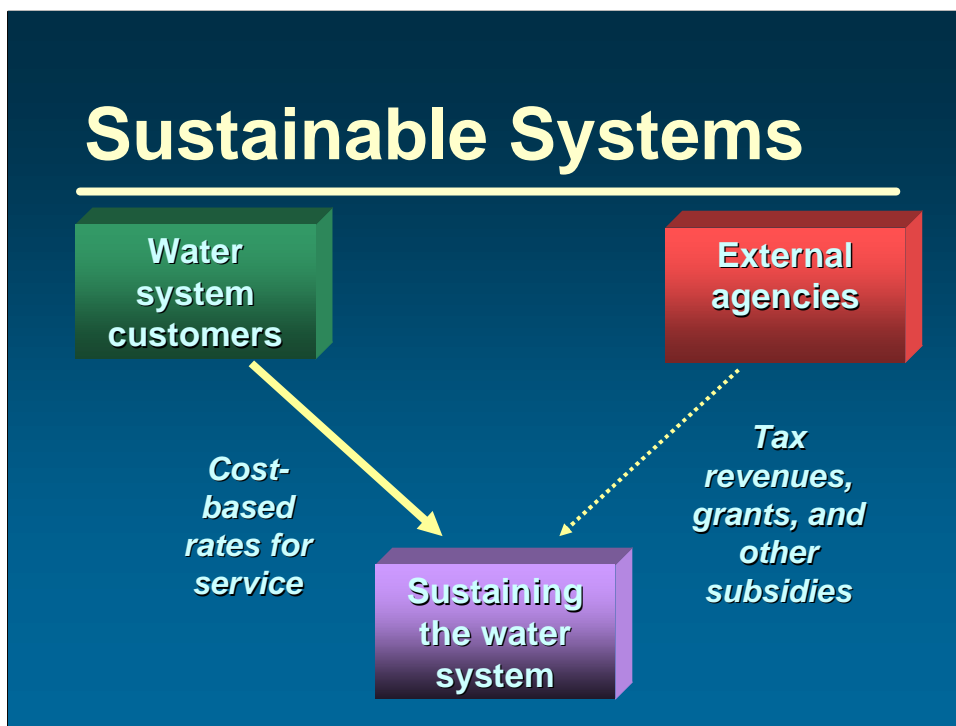 Sustainable Systems
Water
system
customers
External
agencies
Cost-
based
rates for
service
Tax
revenues,
grants, and
other
subsidies
Sustaining
the water
system